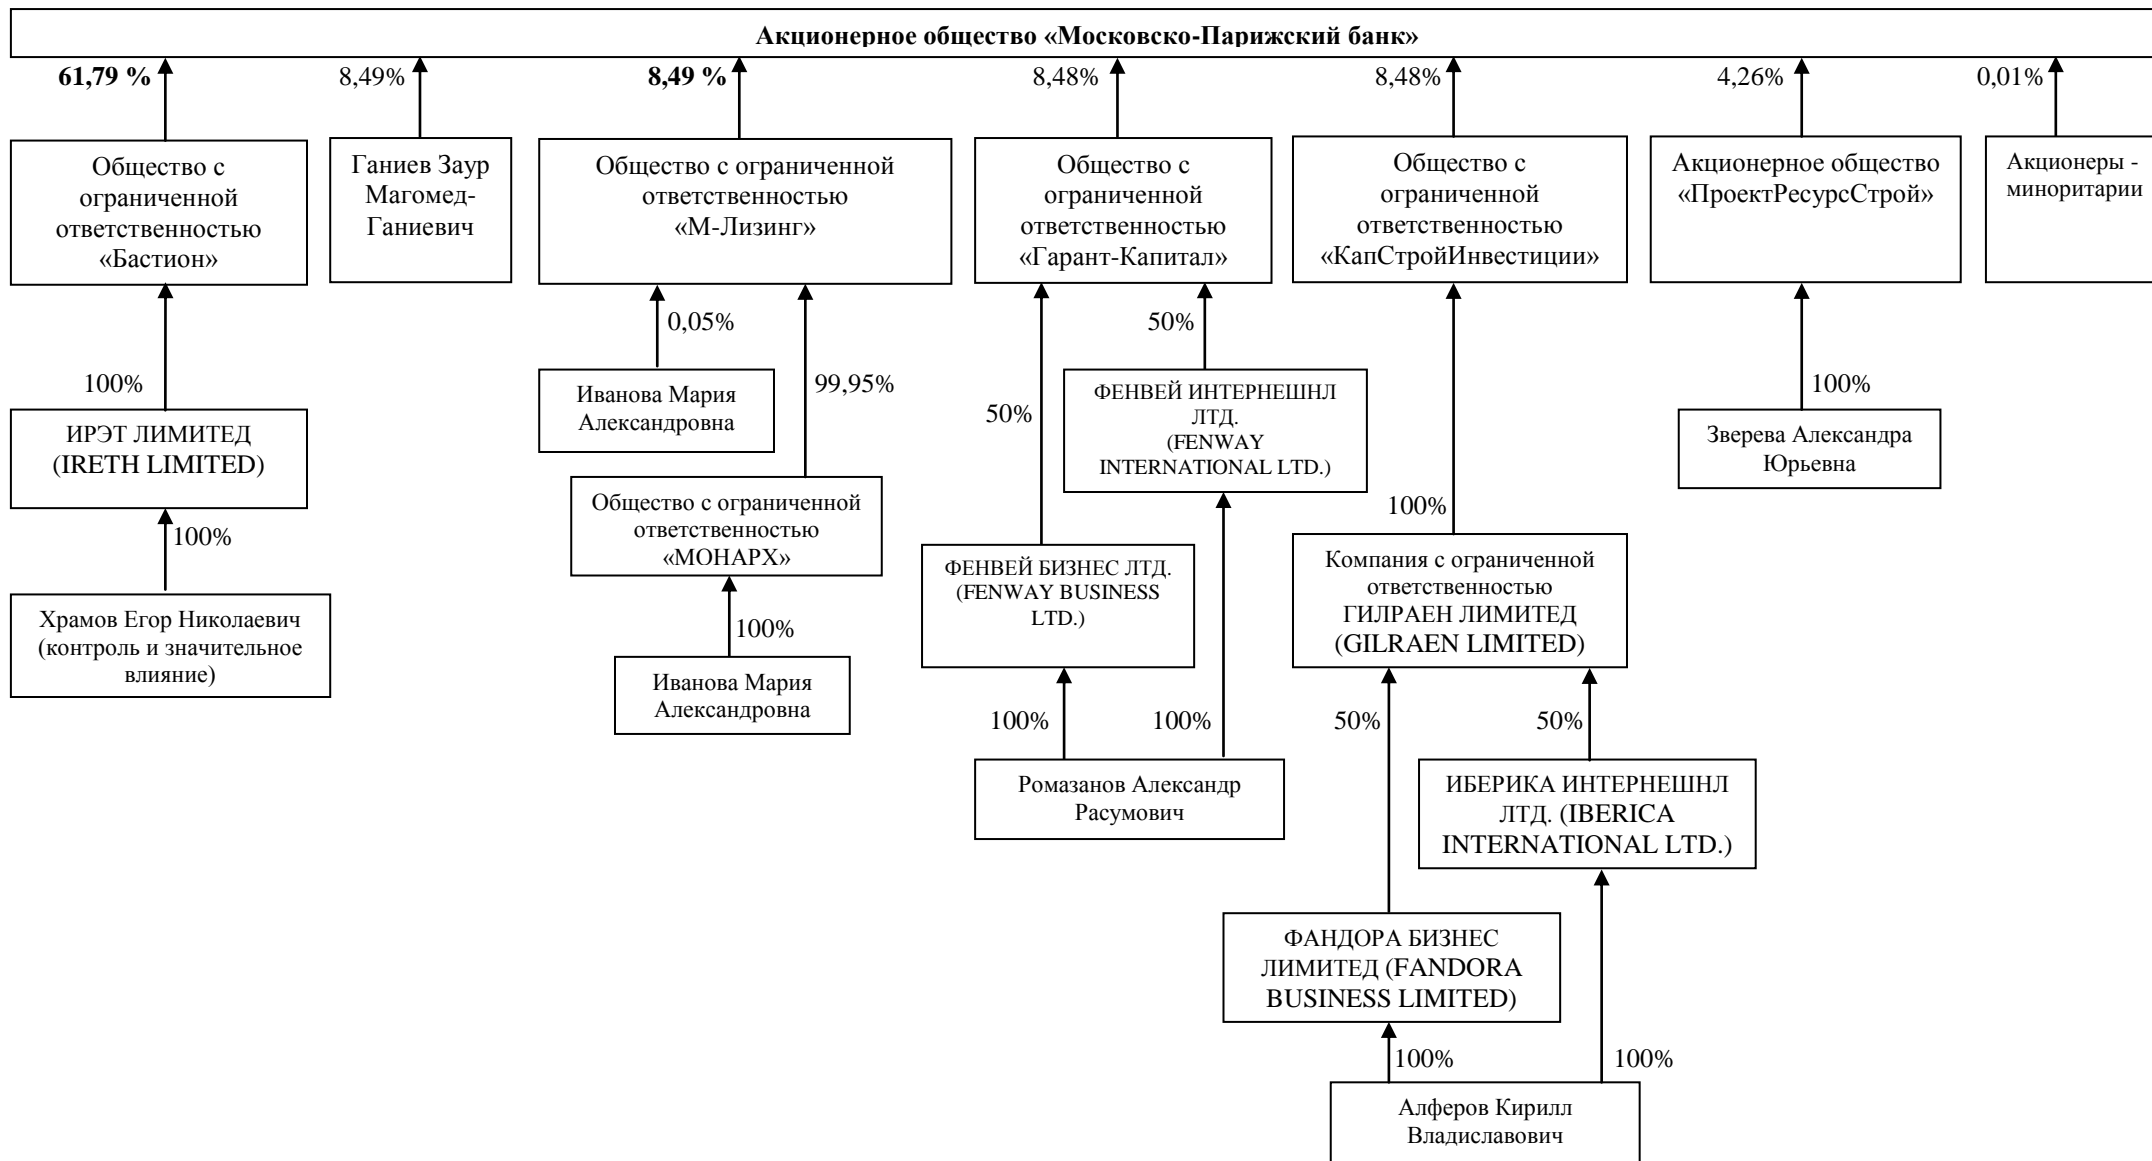 Акционерное общество «Московско-Парижский банк»
61,79 %
8,49%
8,49 %
8,48%
8,48%
4,26%
0,01%
Общество с
ограниченной
ответственностью
«Бастион»
Ганиев Заур
Магомед-
Ганиевич
Общество с ограниченной
ответственностью
«М-Лизинг»
Общество с
ограниченной
ответственностью
«Гарант-Капитал»
Общество с
ограниченной
ответственностью
«КапСтройИнвестиции»
Акционерное общество
«ПроектРесурсСтрой»
Акционеры -
миноритарии
100%
0,05%
99,95%
50%
50%
100%
100%
ИРЭТ ЛИМИТЕД
(IRETH LIMITED)
Иванова Мария
Александровна
ФЕНВЕЙ ИНТЕРНЕШНЛ
ЛТД.
(FENWAY
INTERNATIONAL LTD.)
Зверева Александра
Юрьевна
100%
Общество с ограниченной
ответственностью
«МОНАРХ»
ФЕНВЕЙ БИЗНЕС ЛТД.
(FENWAY BUSINESS
LTD.)
Компания с ограниченной
ответственностью
ГИЛРАЕН ЛИМИТЕД
(GILRAEN LIMITED)
Храмов Егор Николаевич
(контроль и значительное
влияние)
100%
Иванова Мария
Александровна
100%
100%
50%
50%
Ромазанов Александр
Расумович
ИБЕРИКА ИНТЕРНЕШНЛ
ЛТД. (IBERICA
INTERNATIONAL LTD.)
ФАНДОРА БИЗНЕС
ЛИМИТЕД (FANDORA
BUSINESS LIMITED)
100%
100%
Алферов Кирилл
Владиславович